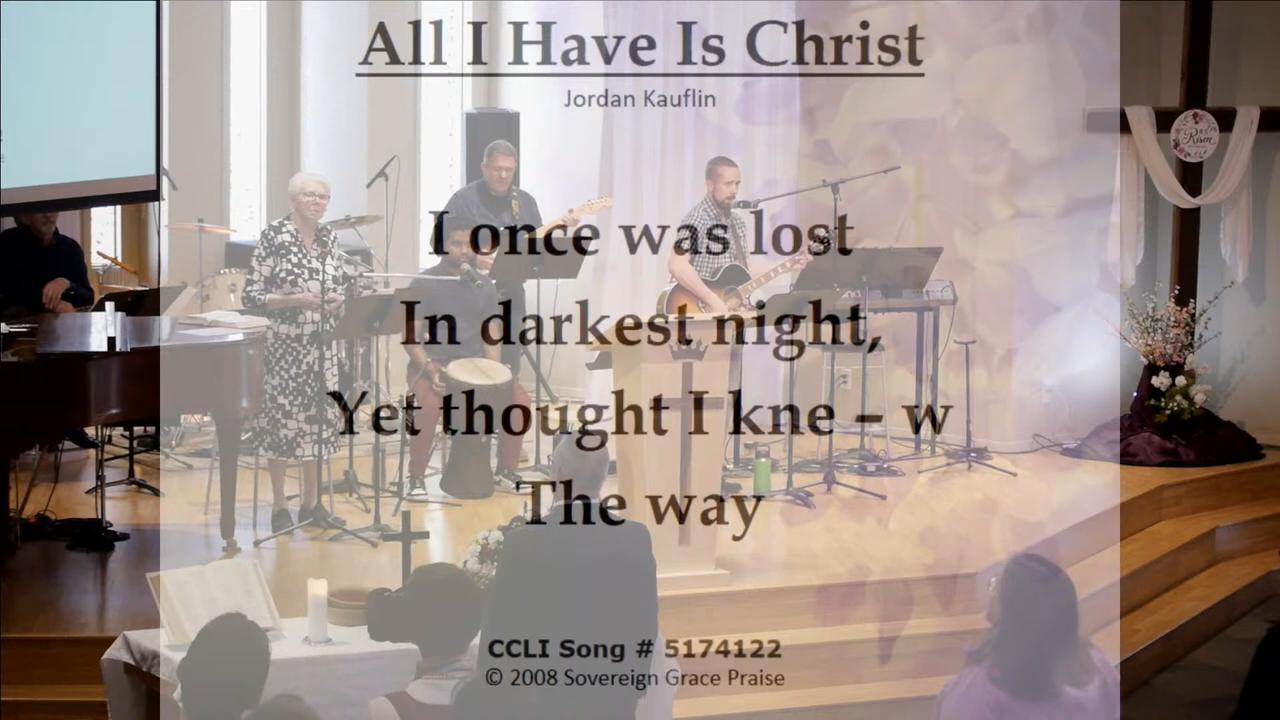 All I Have Is Christ
Jordan Kauflin
Risen
I once was lost
In darkest night,
Yet thought I kne – w
The way
CCLI Song # 5174122
© 2008 Sovereign Grace Praise